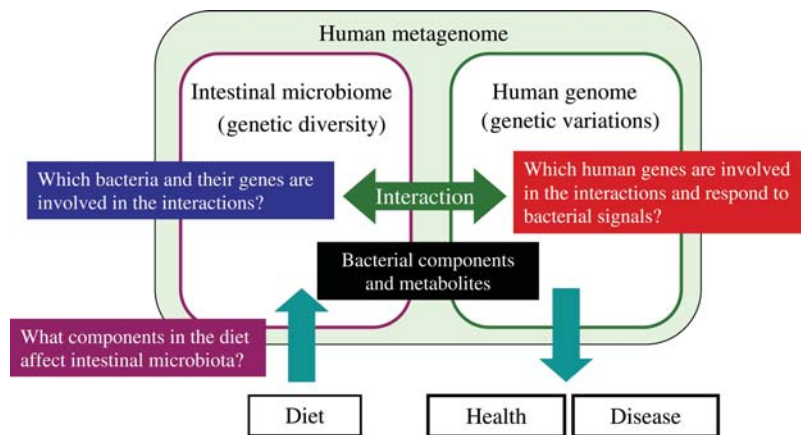 Human metagenome
Intestinal microbiome
(genetic diversity)
Human genome
(genetic variations)
Which bacteria and their genes are
involved in the interactions?
Interaction
Which human genes are involved
in the interactions and respond to
bacterial signals?
Bacterial components
and metabolites
What components in the diet
affect intestinal microbiota?
Diet
Health
Disease